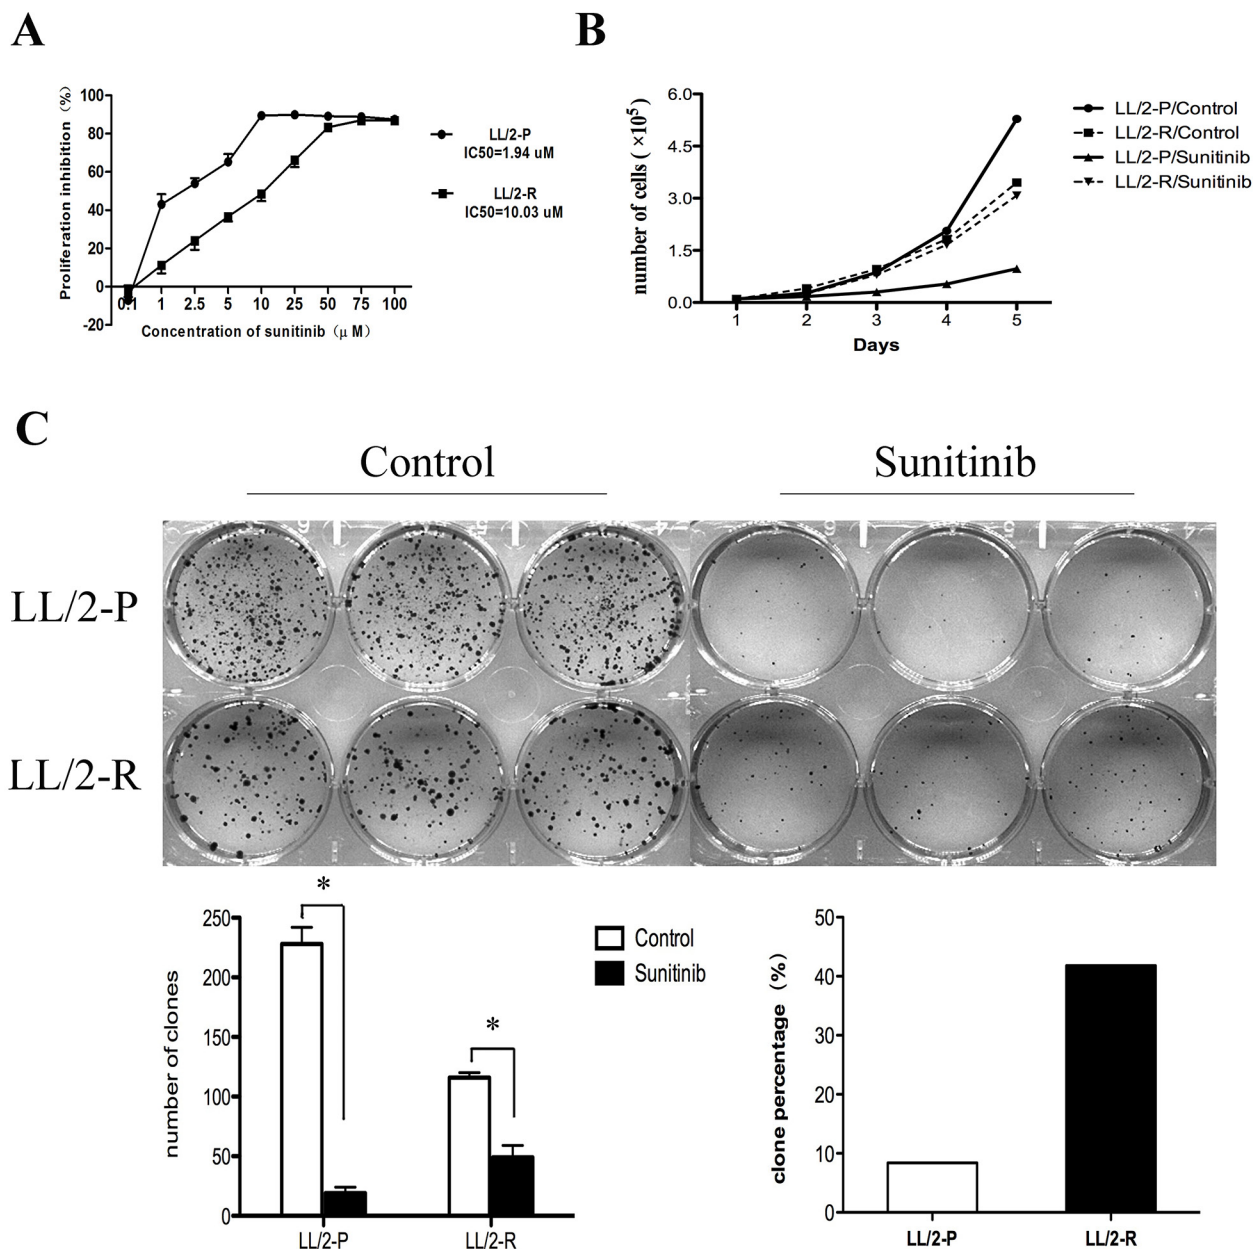 A
Proliferation inhibition (%)
100
80
60
40
20
0
-20
0.1 1 2.5 5 10 25 50 75 100
Concentration of sunitinib (μ M)
LL/2-P
IC50=1.94 uM
LL/2-R
IC50=10.03 uM
B
number of cells ( ×10⁵)
6.0
4.5
3.0
1.5
0.0
1 2 3 4 5
Days
LL/2-P/Control
LL/2-R/Control
LL/2-P/Sunitinib
LL/2-R/Sunitinib
C
Control
Sunitinib
LL/2-P
LL/2-R
number of clones
250
200
150
100
50
0
*
*
LL/2-P LL/2-R
Control
Sunitinib
clone percentage (%)
50
40
30
20
10
0
LL/2-P LL/2-R